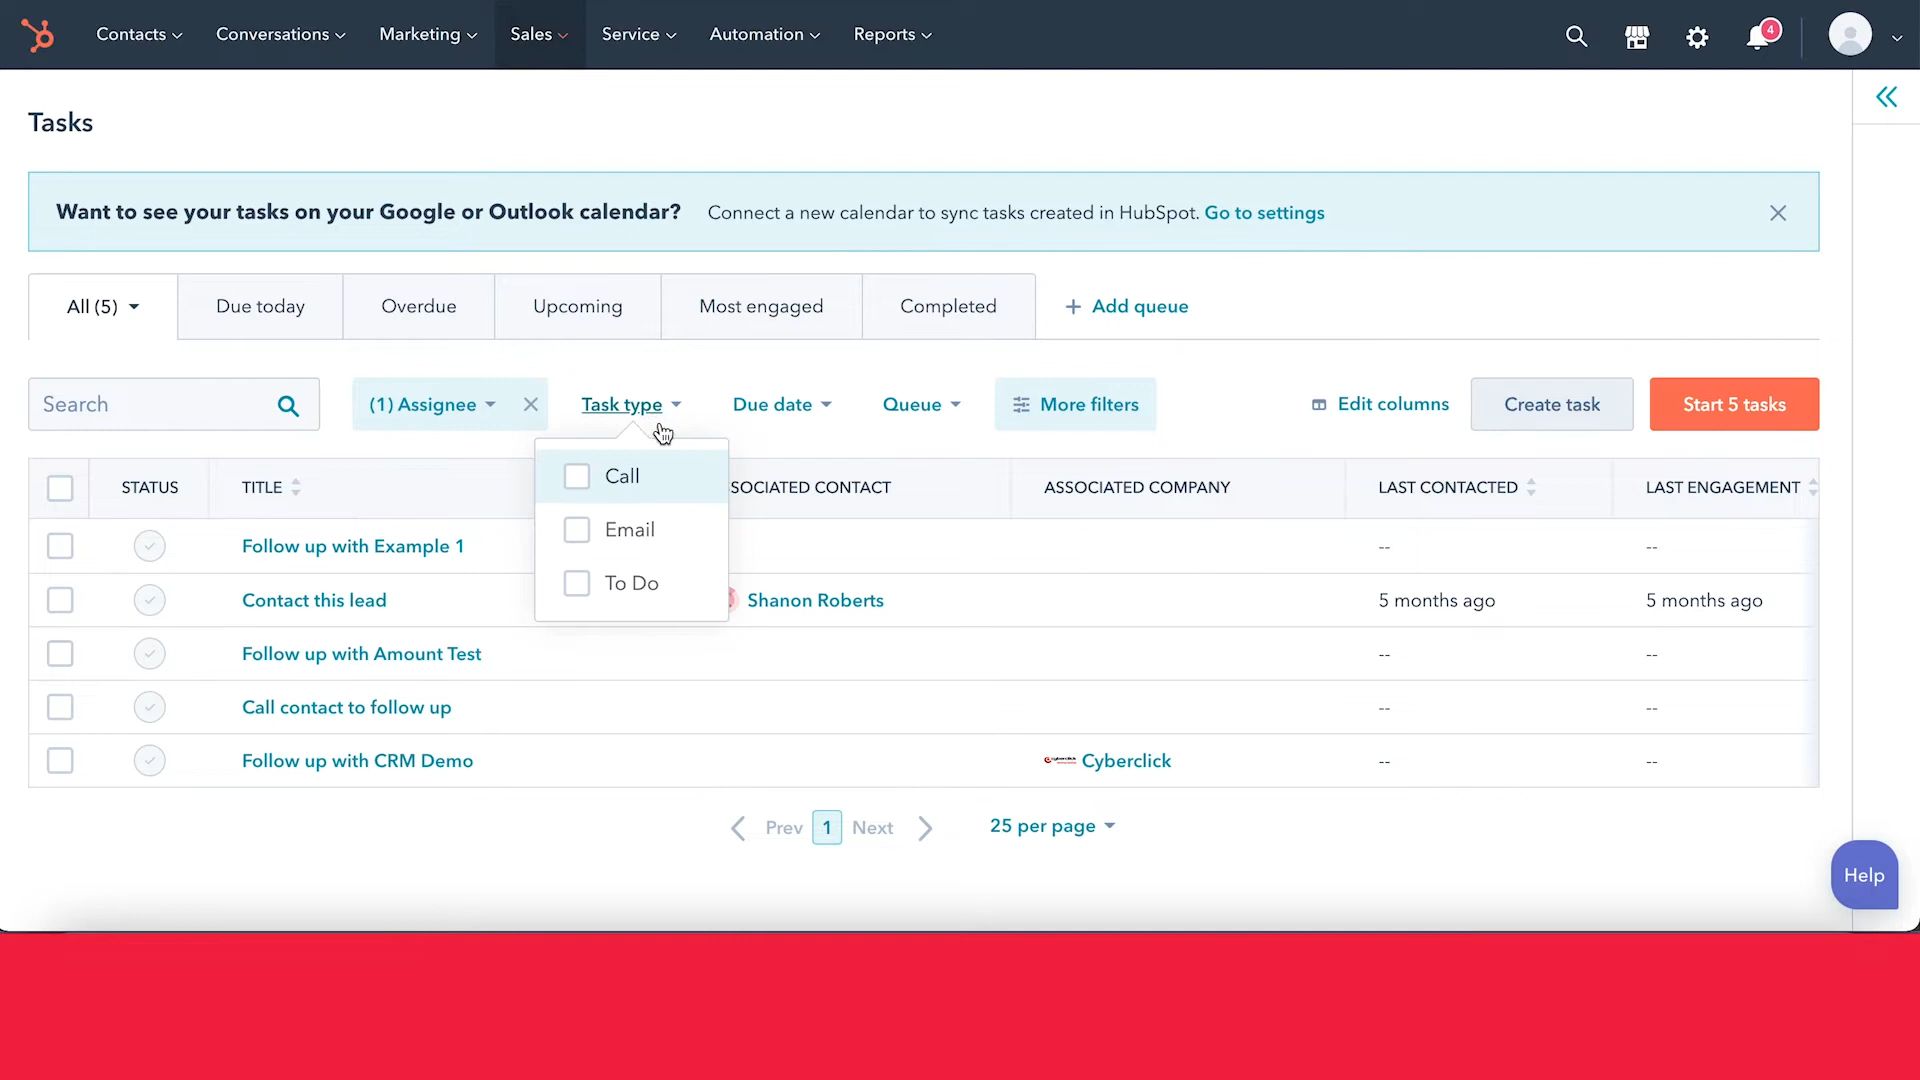 Contacts Conversations Marketing Sales Service Automation Reports 4
Tasks
Want to see your tasks on your Google or Outlook calendar? Connect a new calendar to sync tasks created in HubSpot. Go to settings
All (5) Due today Overdue Upcoming Most engaged Completed + Add queue
Search (1) Assignee Task type Due date Queue More filters Edit columns Create task Start 5 tasks
Call
Email
To Do
STATUS TITLE SOCIATED CONTACT ASSOCIATED COMPANY LAST CONTACTED LAST ENGAGEMENT
Follow up with Example 1 -- --
Contact this lead Shanon Roberts 5 months ago 5 months ago
Follow up with Amount Test -- --
Call contact to follow up -- --
Follow up with CRM Demo cyberclick Cyberclick -- --
Prev 1 Next 25 per page
Help